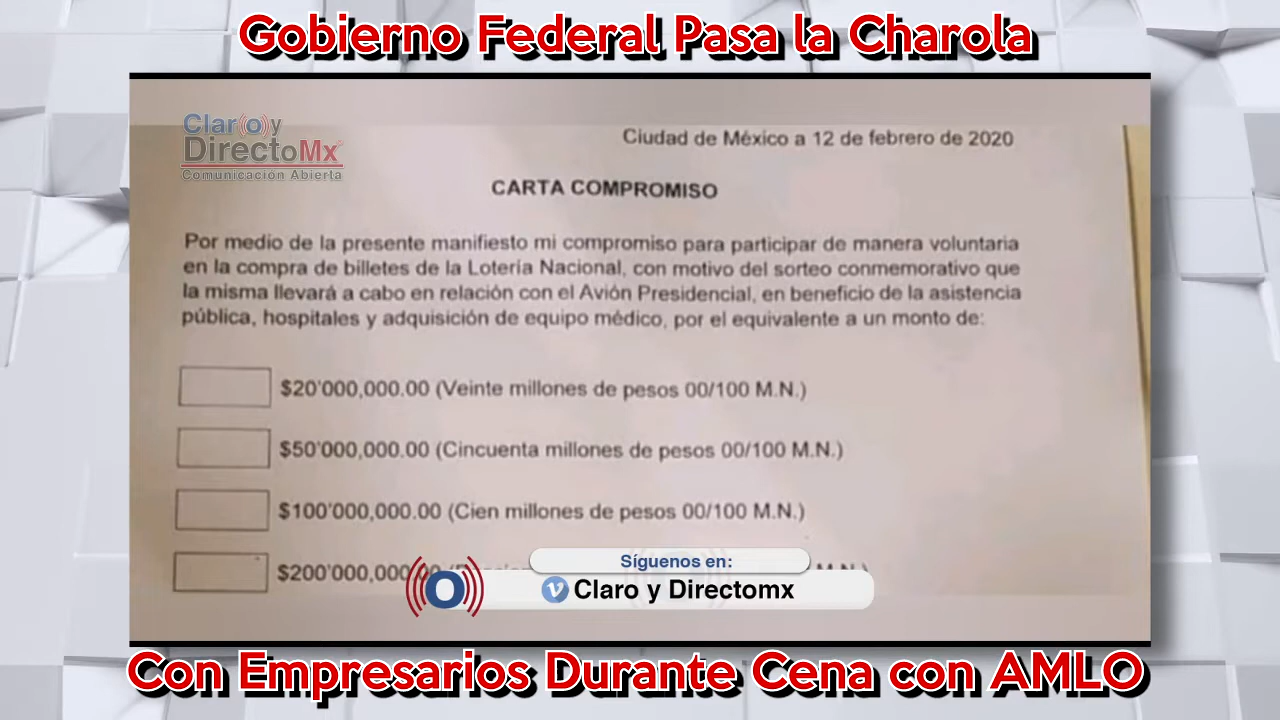 Gobierno Federal Pasa la Charola
Clar(o)y
DirectoMx
Comunicación Abierta
Ciudad de México a 12 de febrero de 2020
CARTA COMPROMISO
Por medio de la presente manifiesto mi compromiso para participar de manera voluntaria
en la compra de billetes de la Lotería Nacional, con motivo del sorteo conmemorativo que
la misma llevará a cabo en relación con el Avión Presidencial, en beneficio de la asistencia
pública, hospitales y adquisición de equipo médico, por el equivalente a un monto de:
$20'000,000.00 (Veinte millones de pesos 00/100 M.N.)
$50'000,000.00 (Cincuenta millones de pesos 00/100 M.N.)
$100'000,000.00 (Cien millones de pesos 00/100 M.N.)
$200'000,000
Síguenos en:
Claro y Directomx
Con Empresarios Durante Cena con AMLO